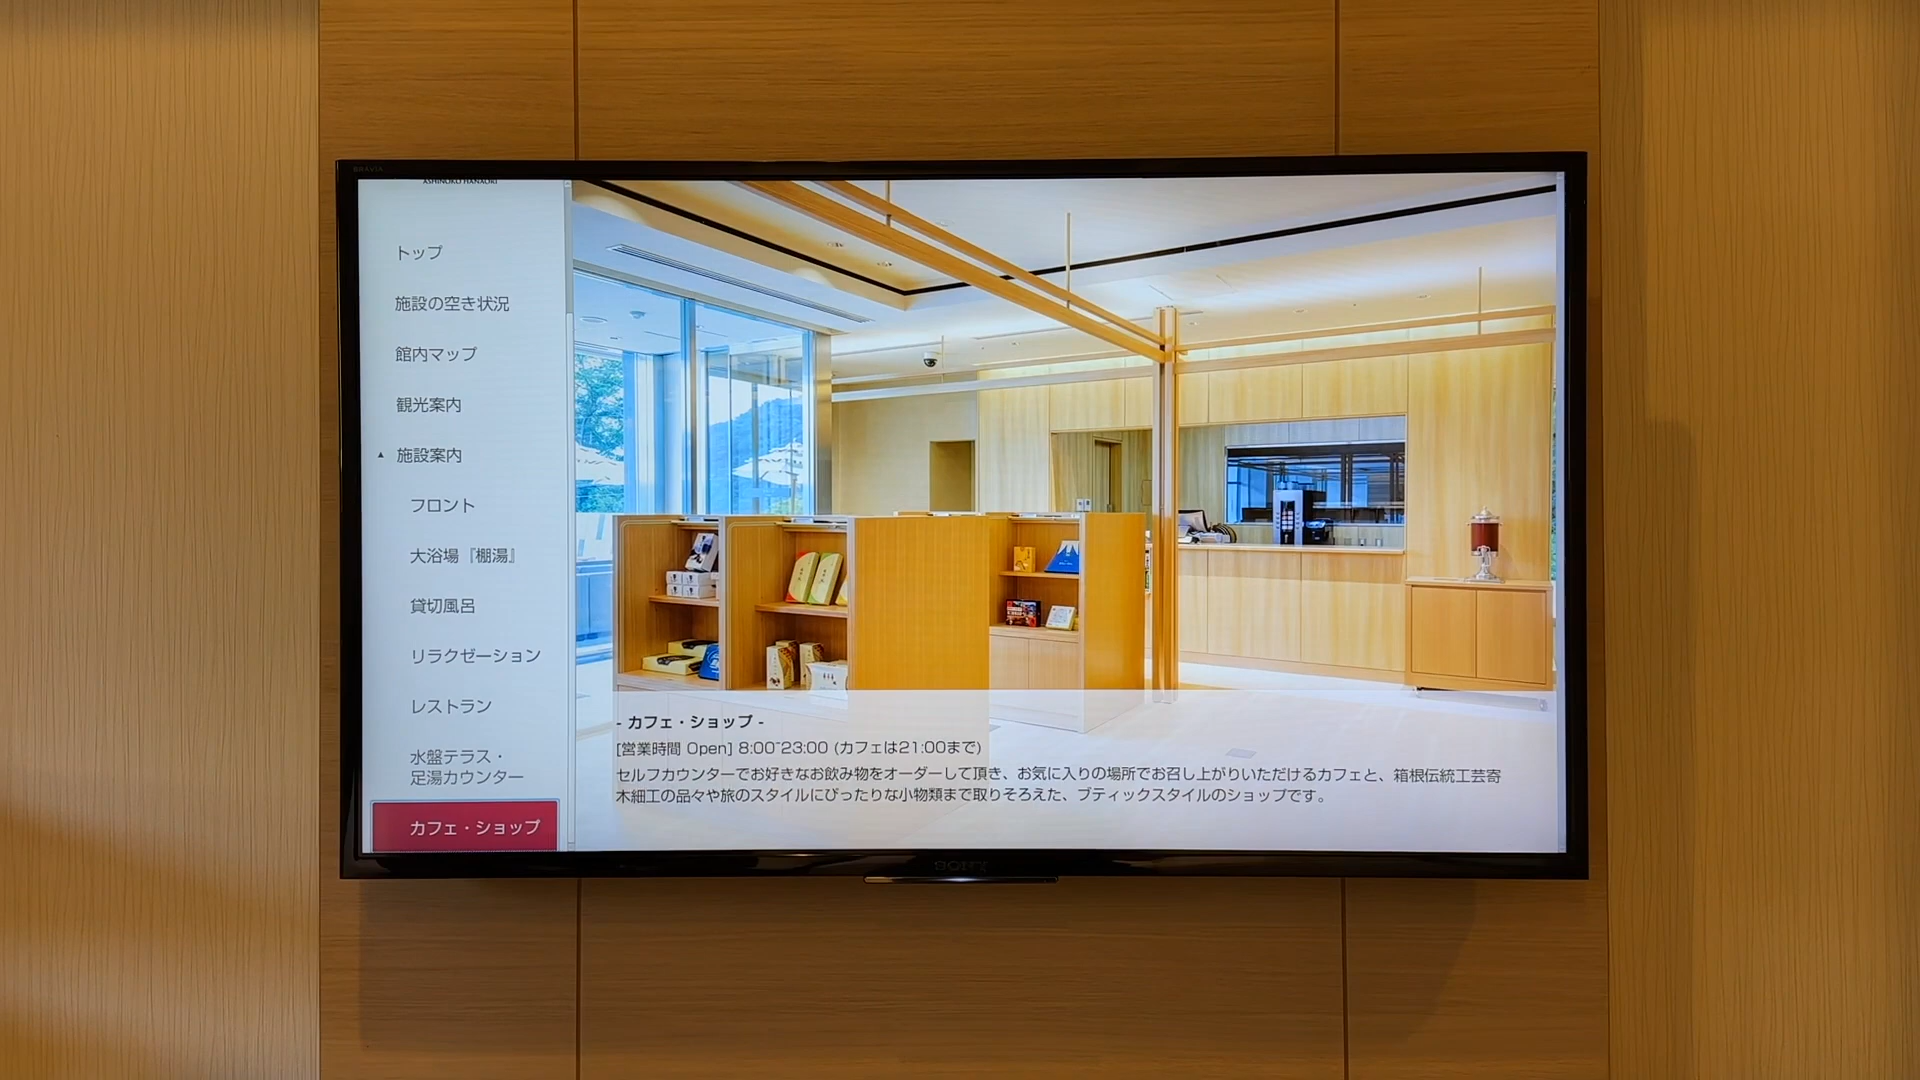 BRAVIA
ASHINOKO HANAORI
トップ
施設の空き状況
館内マップ
観光案内
▲ 施設案内
フロント
大浴場『棚湯』
貸切風呂
リラクゼーション
レストラン
水盤テラス・
足湯カウンター
カフェ・ショップ
- カフェ・ショップ -
[営業時間 Open] 8:00~23:00 (カフェは21:00まで)
セルフカウンターでお好きなお飲み物をオーダーして頂き、お気に入りの場所でお召し上がりいただけるカフェと、箱根伝統工芸寄
木細工の品々や旅のスタイルにぴったりな小物類まで取りそろえた、ブティックスタイルのショップです。
SONY